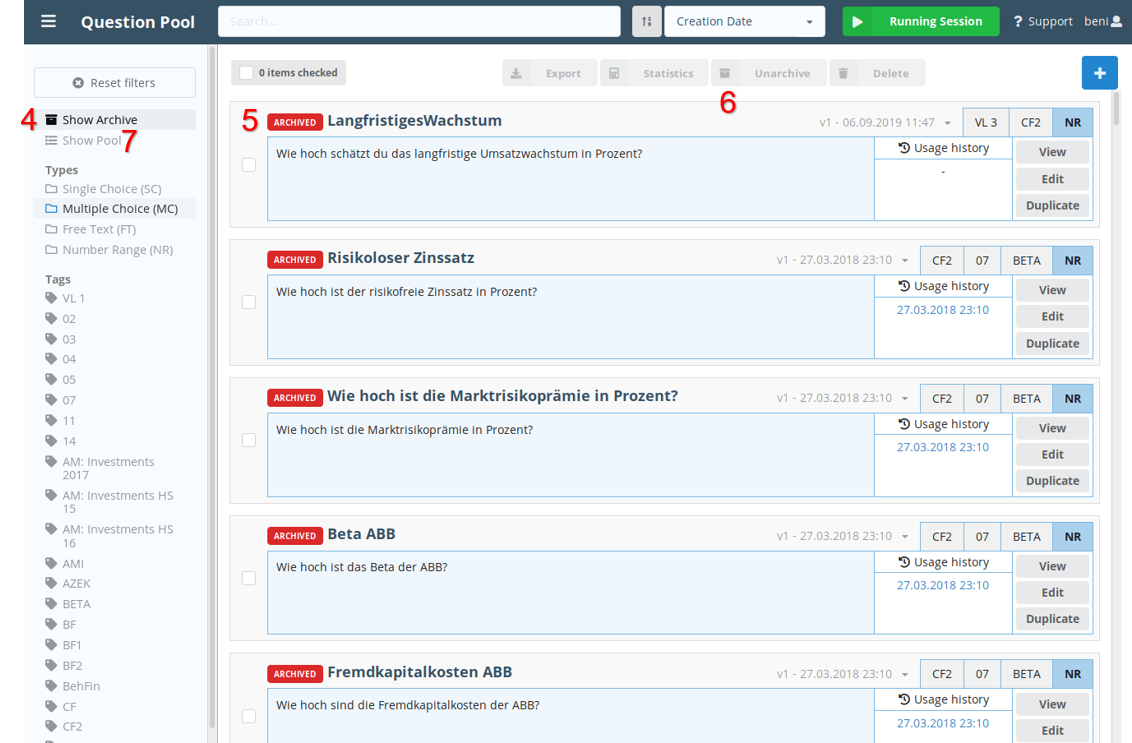 Question Pool
Search...
Creation Date
Running Session
? Support
beni
Reset filters
4
Show Archive
Show Pool
7
Types
Single Choice (SC)
Multiple Choice (MC)
Free Text (FT)
Number Range (NR)
Tags
VL 1
02
03
04
05
07
11
14
AM: Investments
2017
AM: Investments HS
15
AM: Investments HS
16
AMI
AZEK
BETA
BF
BF1
BF2
BehFin
CF
CF2
0 items checked
Export
Statistics
Unarchive
Delete
6
5
ARCHIVED LangfristigesWachstum
v1 - 06.09.2019 11:47
VL 3 CF2 NR
Wie hoch schätzt du das langfristige Umsatzwachstum in Prozent?
Usage history
-
View
Edit
Duplicate
ARCHIVED Risikoloser Zinssatz
v1 - 27.03.2018 23:10
CF2 07 BETA NR
Wie hoch ist der risikofreie Zinssatz in Prozent?
Usage history
27.03.2018 23:10
View
Edit
Duplicate
ARCHIVED Wie hoch ist die Marktrisikoprämie in Prozent?
v1 - 27.03.2018 23:10
CF2 07 BETA NR
Wie hoch ist die Marktrisikoprämie in Prozent?
Usage history
27.03.2018 23:10
View
Edit
Duplicate
ARCHIVED Beta ABB
v1 - 27.03.2018 23:10
CF2 07 BETA NR
Wie hoch ist das Beta der ABB?
Usage history
27.03.2018 23:10
View
Edit
Duplicate
ARCHIVED Fremdkapitalkosten ABB
v1 - 27.03.2018 23:10
CF2 07 BETA NR
Wie hoch sind die Fremdkapitalkosten der ABB?
Usage history
27.03.2018 23:10
View
Edit